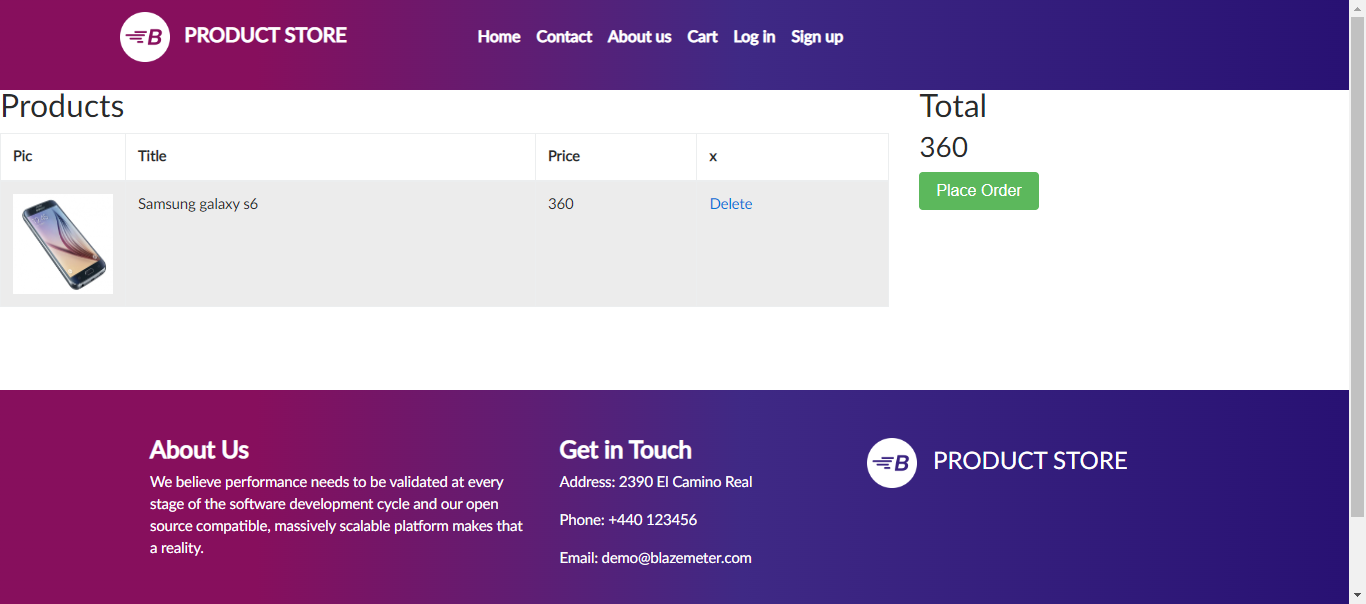 B PRODUCT STORE Home Contact About us Cart Log in Sign up
Products
Pic Title Price x
Samsung galaxy s6 360 Delete
Total
360
Place Order
About Us
We believe performance needs to be validated at every
stage of the software development cycle and our open
source compatible, massively scalable platform makes that
a reality.
Get in Touch
Address: 2390 El Camino Real
Phone: +440 123456
Email: demo@blazemeter.com
B PRODUCT STORE